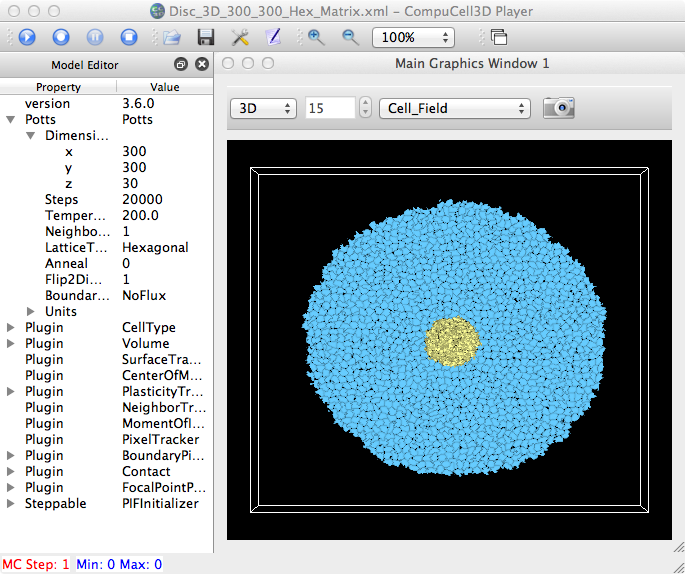 Disc_3D_300_300_Hex_Matrix.xml – CompuCell3D Player
100%
Model Editor
Main Graphics Window 1
Property Value
3D 15 Cell_Field
version 3.6.0
Potts Potts
Dimensi...
x 300
y 300
z 30
Steps 20000
Temper... 200.0
Neighbo... 1
LatticeT... Hexagonal
Anneal 0
Flip2Di... 1
Boundar... NoFlux
Units
Plugin CellType
Plugin Volume
Plugin SurfaceTra...
Plugin CenterOfM...
Plugin PlasticityTr...
Plugin NeighborTr...
Plugin MomentOfI...
Plugin PixelTracker
Plugin BoundaryPi...
Plugin Contact
Plugin FocalPointP...
Steppable PIFInitializer
MC Step: 1 Min: 0 Max: 0